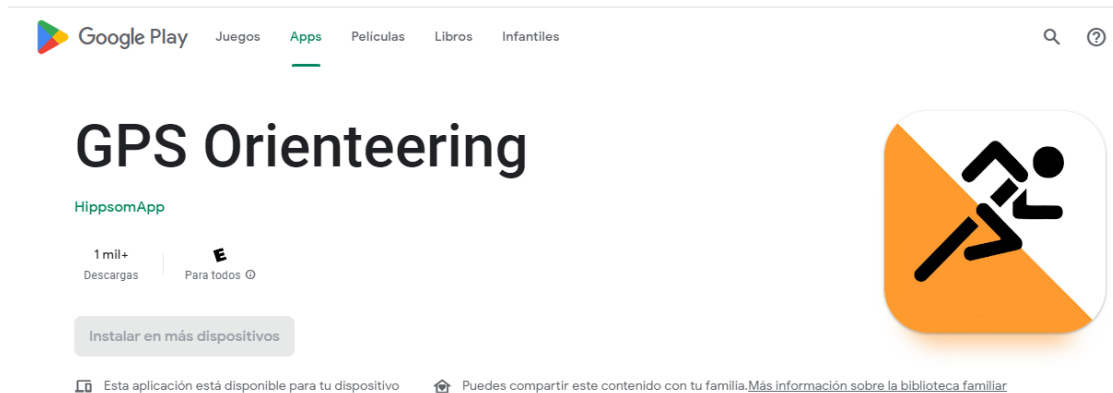 Google Play Juegos Apps Películas Libros Infantiles
GPS Orienteering
HippsomApp
1 mil+
Descargas
E
Para todos
Instalar en más dispositivos
Esta aplicación está disponible para tu dispositivo
Puedes compartir este contenido con tu familia.Más información sobre la biblioteca familiar